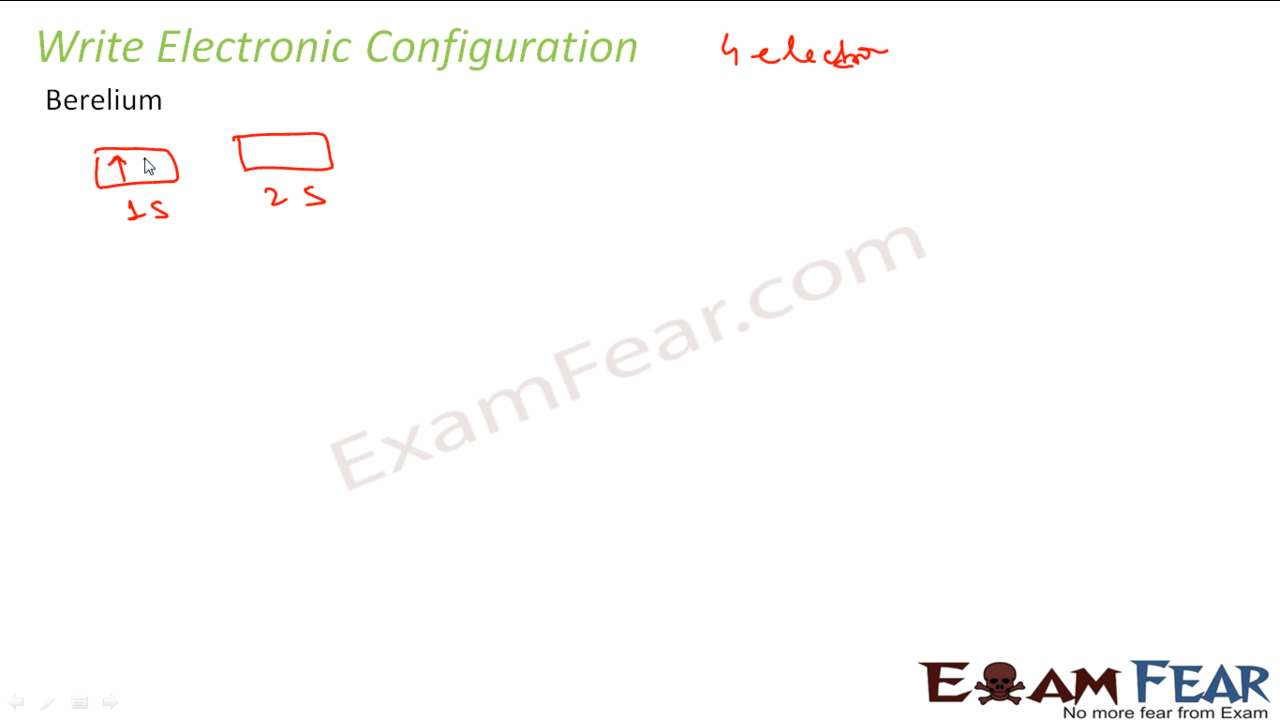 Write Electronic Configuration 4 electron
Berelium
↑
1s 2s
ExamFear.com
EXAM FEAR
No more fear from Exam